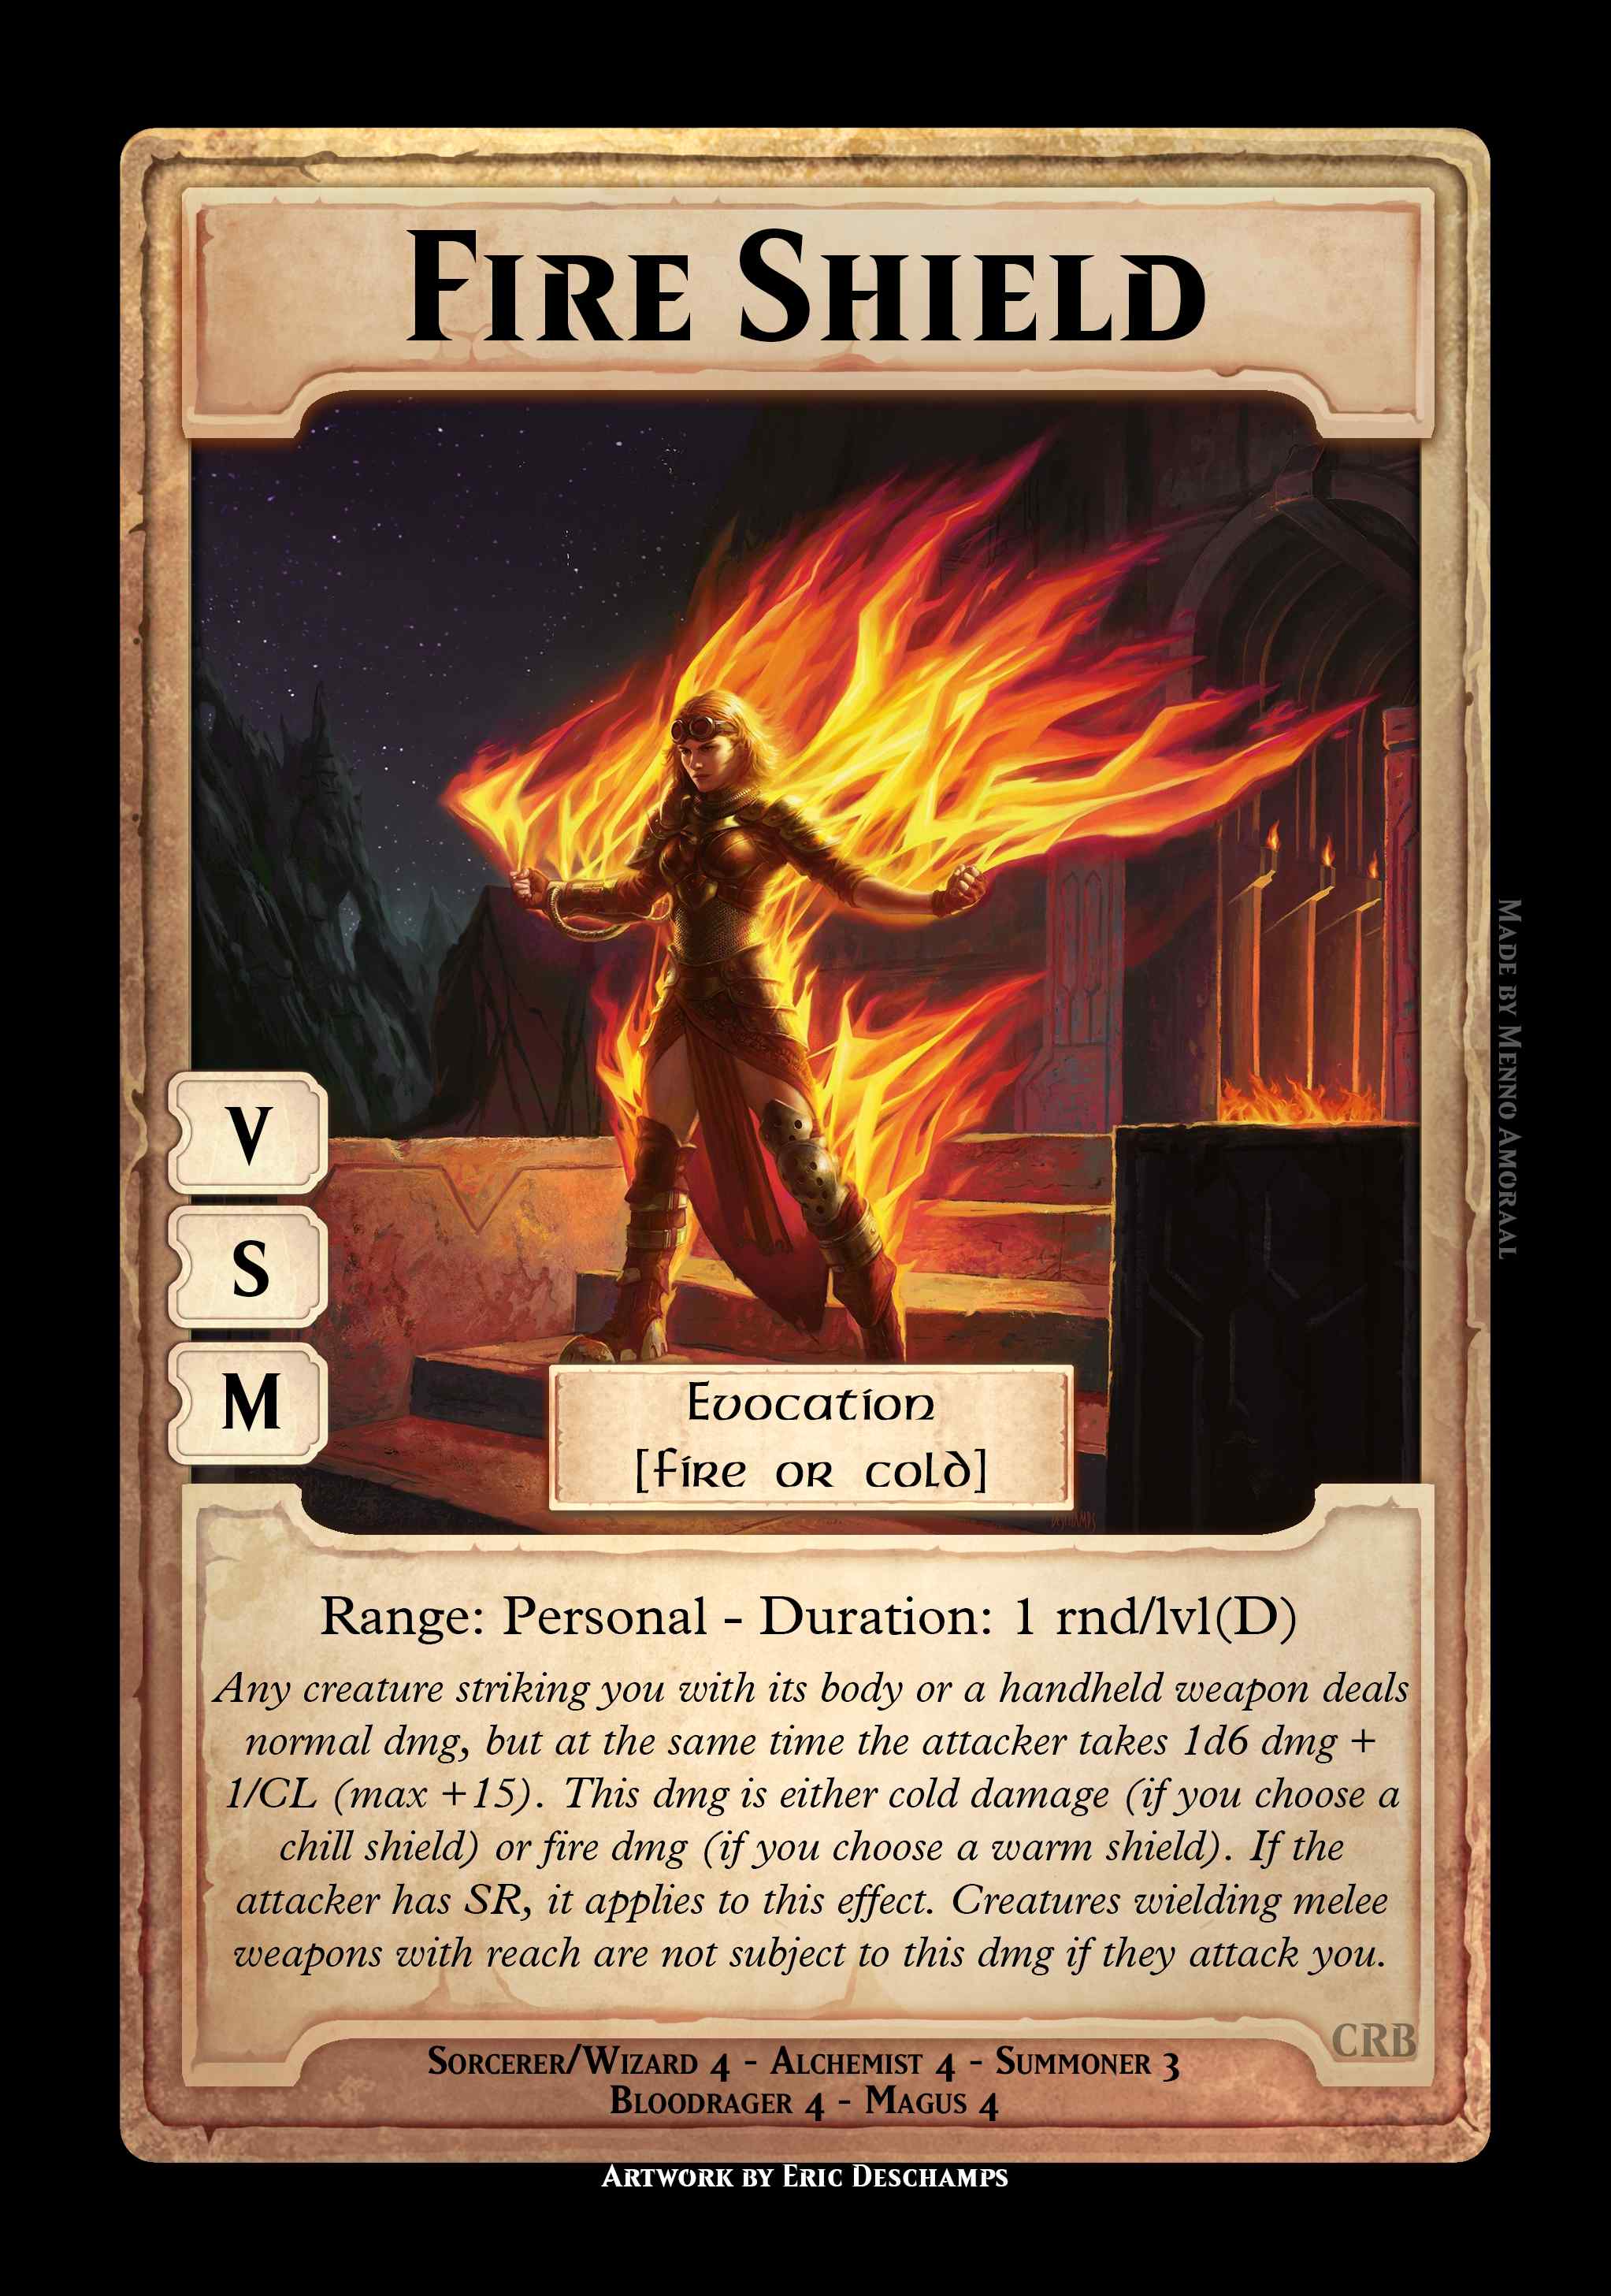 Fire Shield
V
S
M
Evocation
[fire or cold]
Range: Personal - Duration: 1 rnd/lvl(D)
Any creature striking you with its body or a handheld weapon deals
normal dmg, but at the same time the attacker takes 1d6 dmg +
1/CL (max +15). This dmg is either cold damage (if you choose a
chill shield) or fire dmg (if you choose a warm shield). If the
attacker has SR, it applies to this effect. Creatures wielding melee
weapons with reach are not subject to this dmg if they attack you.
CRB
Sorcerer/Wizard 4 - Alchemist 4 - Summoner 3
Bloodrager 4 - Magus 4
Artwork by Eric Deschamps
Made by Menno Amoraal